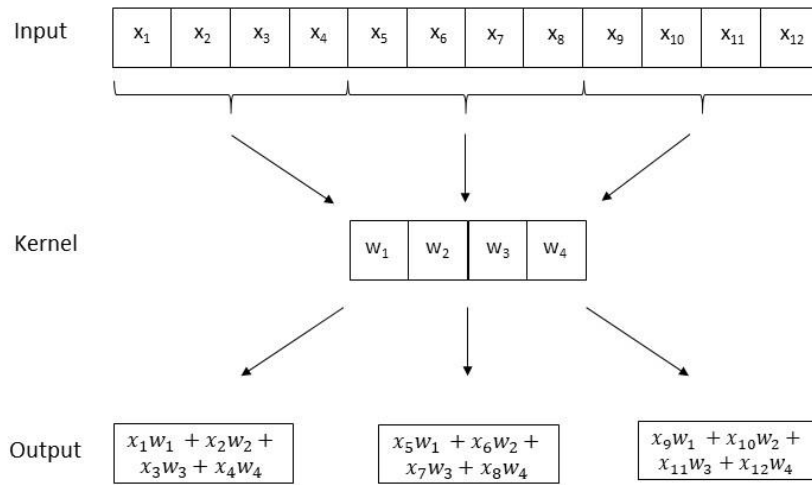 Input x₁ x₂ x₃ x₄ x₅ x₆ x₇ x₈ x₉ x₁₀ x₁₁ x₁₂
Kernel w₁ w₂ w₃ w₄
Output
x₁w₁ + x₂w₂ +
x₃w₃ + x₄w₄
x₅w₁ + x₆w₂ +
x₇w₃ + x₈w₄
x₉w₁ + x₁₀w₂ +
x₁₁w₃ + x₁₂w₄